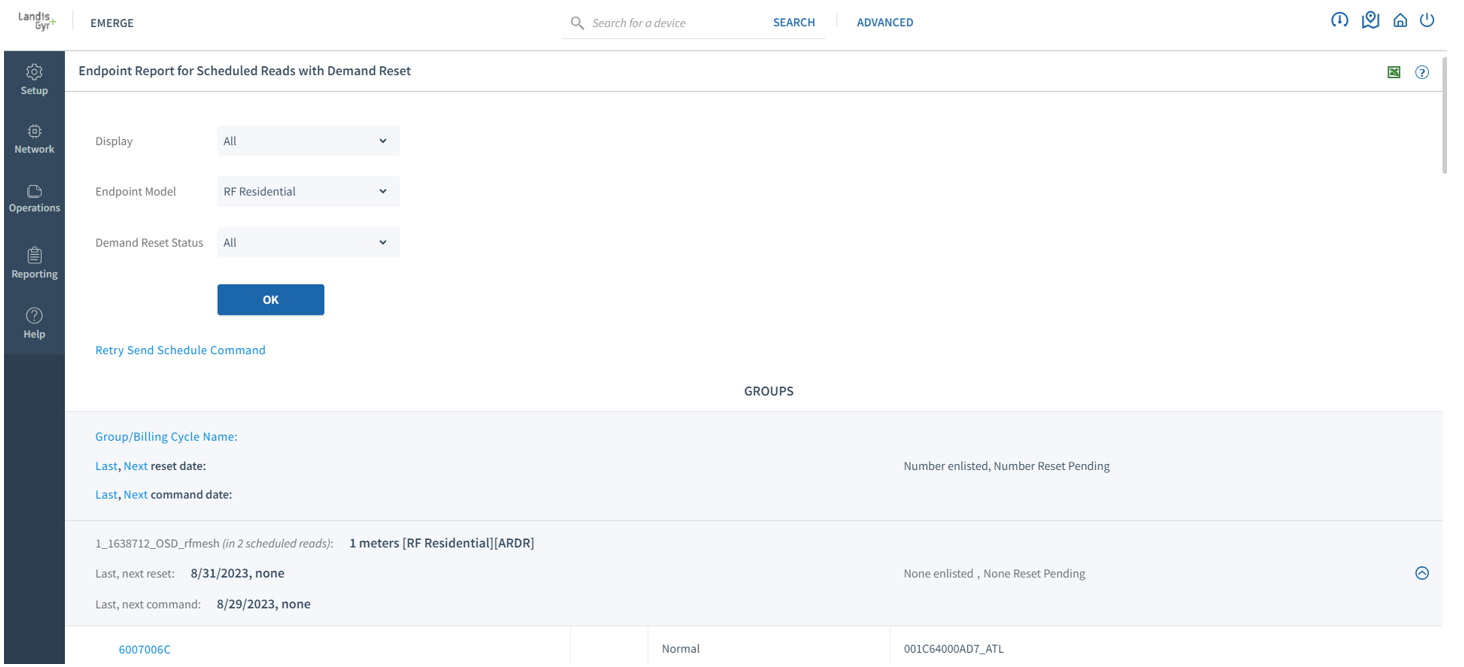 Landis+
Gyr
EMERGE
Search for a device
SEARCH
ADVANCED
Setup
Network
Operations
Reporting
Help
Endpoint Report for Scheduled Reads with Demand Reset
Display All
Endpoint Model RF Residential
Demand Reset Status All
OK
Retry Send Schedule Command
GROUPS
Group/Billing Cycle Name:
Last, Next reset date: Number enlisted, Number Reset Pending
Last, Next command date:
1_1638712_OSD_rfmesh (in 2 scheduled reads): 1 meters [RF Residential][ARDR]
Last, next reset: 8/31/2023, none None enlisted , None Reset Pending
Last, next command: 8/29/2023, none
6007006C Normal 001C64000AD7_ATL